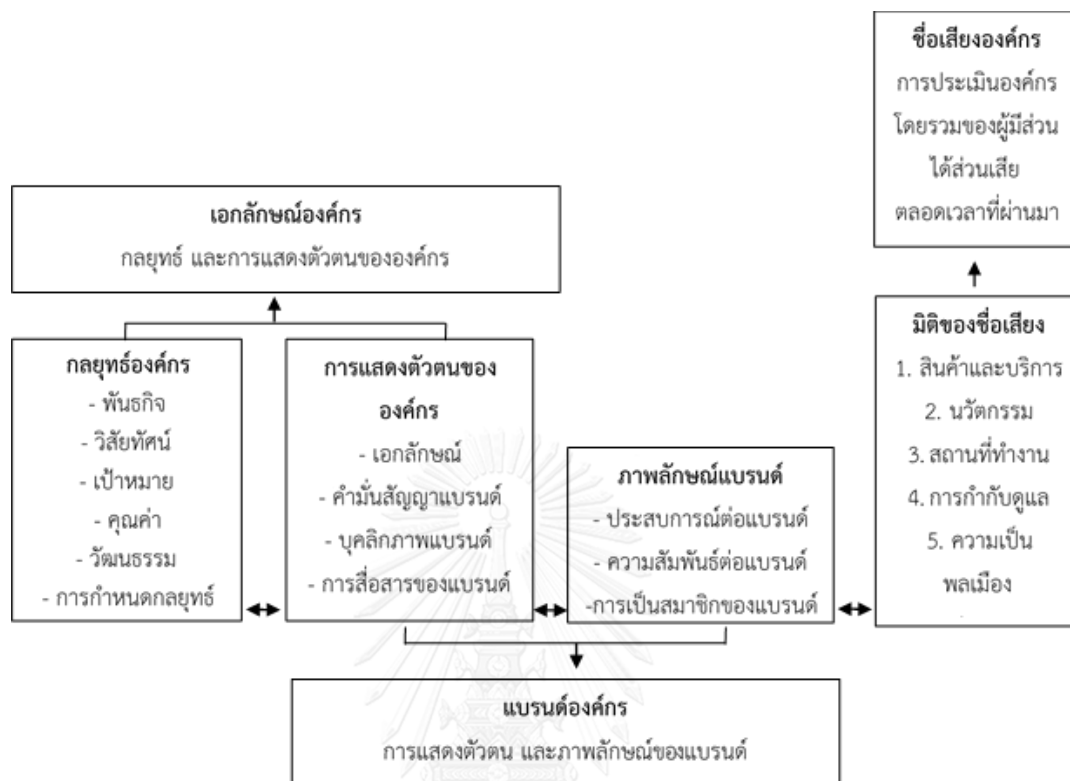 ชื่อเสียงองค์กร
การประเมินองค์กร
โดยรวมของผู้มีส่วน
ได้ส่วนเสีย
ตลอดเวลาที่ผ่านมา
เอกลักษณ์องค์กร
กลยุทธ์ และการแสดงตัวตนขององค์กร
กลยุทธ์องค์กร
- พันธกิจ
- วิสัยทัศน์
- เป้าหมาย
- คุณค่า
- วัฒนธรรม
- การกำหนดกลยุทธ์
การแสดงตัวตนของ
องค์กร
- เอกลักษณ์
- คำมั่นสัญญาแบรนด์
- บุคลิกภาพแบรนด์
- การสื่อสารของแบรนด์
ภาพลักษณ์แบรนด์
- ประสบการณ์ต่อแบรนด์
- ความสัมพันธ์ต่อแบรนด์
-การเป็นสมาชิกของแบรนด์
มิติของชื่อเสียง
1. สินค้าและบริการ
2. นวัตกรรม
3. สถานที่ทำงาน
4. การกำกับดูแล
5. ความเป็น
พลเมือง
แบรนด์องค์กร
การแสดงตัวตน และภาพลักษณ์ของแบรนด์